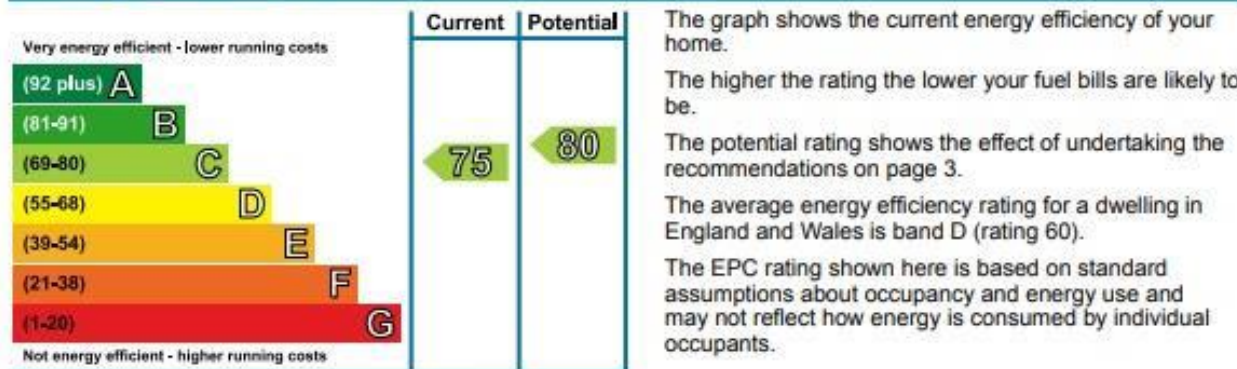 Current Potential
Very energy efficient - lower running costs
(92 plus) A
(81-91) B
(69-80) C
(55-68) D
(39-54) E
(21-38) F
(1-20) G
Not energy efficient - higher running costs
75
80
The graph shows the current energy efficiency of your
home.
The higher the rating the lower your fuel bills are likely to
be.
The potential rating shows the effect of undertaking the
recommendations on page 3.
The average energy efficiency rating for a dwelling in
England and Wales is band D (rating 60).
The EPC rating shown here is based on standard
assumptions about occupancy and energy use and
may not reflect how energy is consumed by individual
occupants.